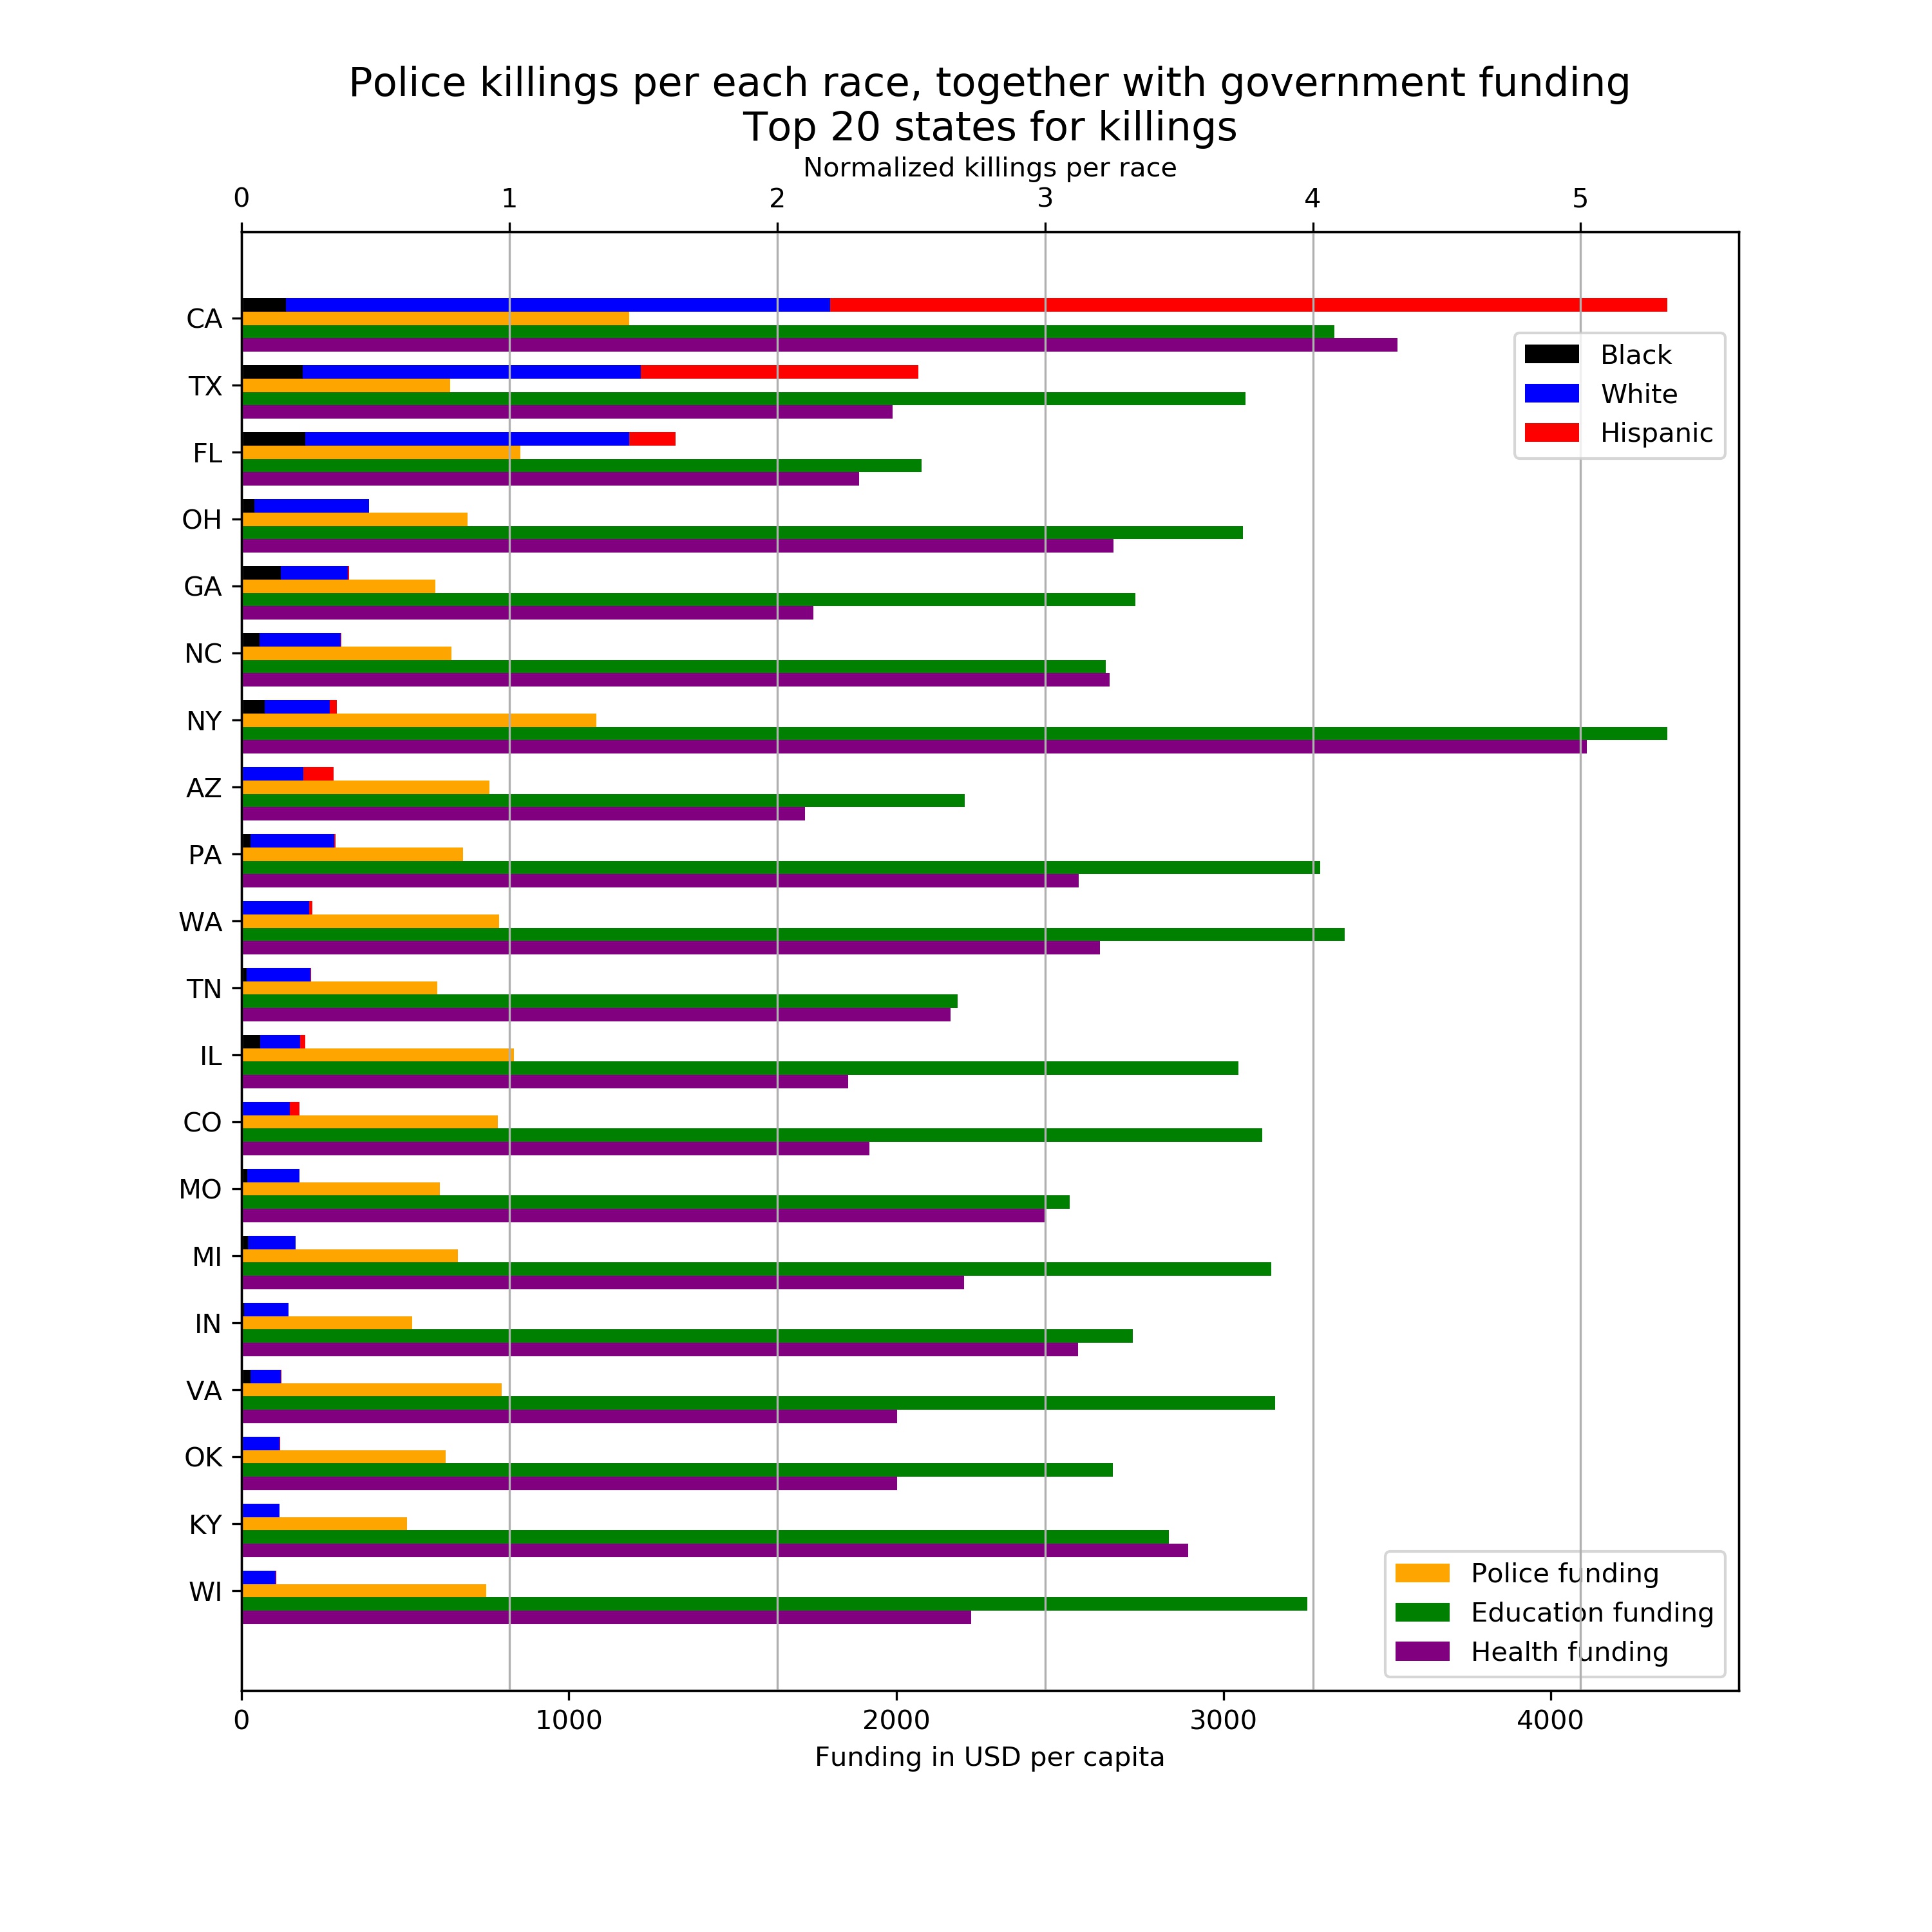 Police killings per each race, together with government funding
Top 20 states for killings
Normalized killings per race
0 1 2 3 4 5
CA
TX
FL
OH
GA
NC
NY
AZ
PA
WA
TN
IL
CO
MO
MI
IN
VA
OK
KY
WI
Black
White
Hispanic
Police funding
Education funding
Health funding
0 1000 2000 3000 4000
Funding in USD per capita